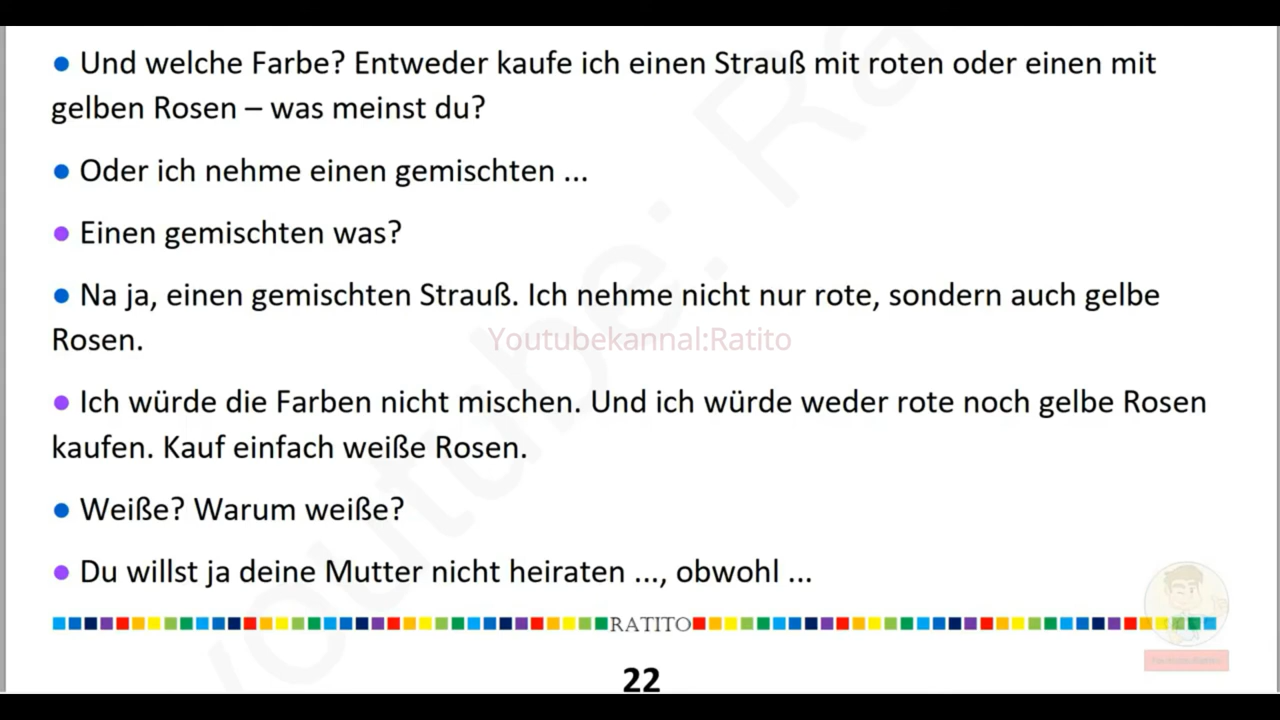 ● Und welche Farbe? Entweder kaufe ich einen Strauß mit roten oder einen mit
gelben Rosen – was meinst du?
● Oder ich nehme einen gemischten ...
● Einen gemischten was?
● Na ja, einen gemischten Strauß. Ich nehme nicht nur rote, sondern auch gelbe
Rosen.
Youtubekannal:Ratito
● Ich würde die Farben nicht mischen. Und ich würde weder rote noch gelbe Rosen
kaufen. Kauf einfach weiße Rosen.
● Weiße? Warum weiße?
● Du willst ja deine Mutter nicht heiraten ..., obwohl ...
RATITO
22